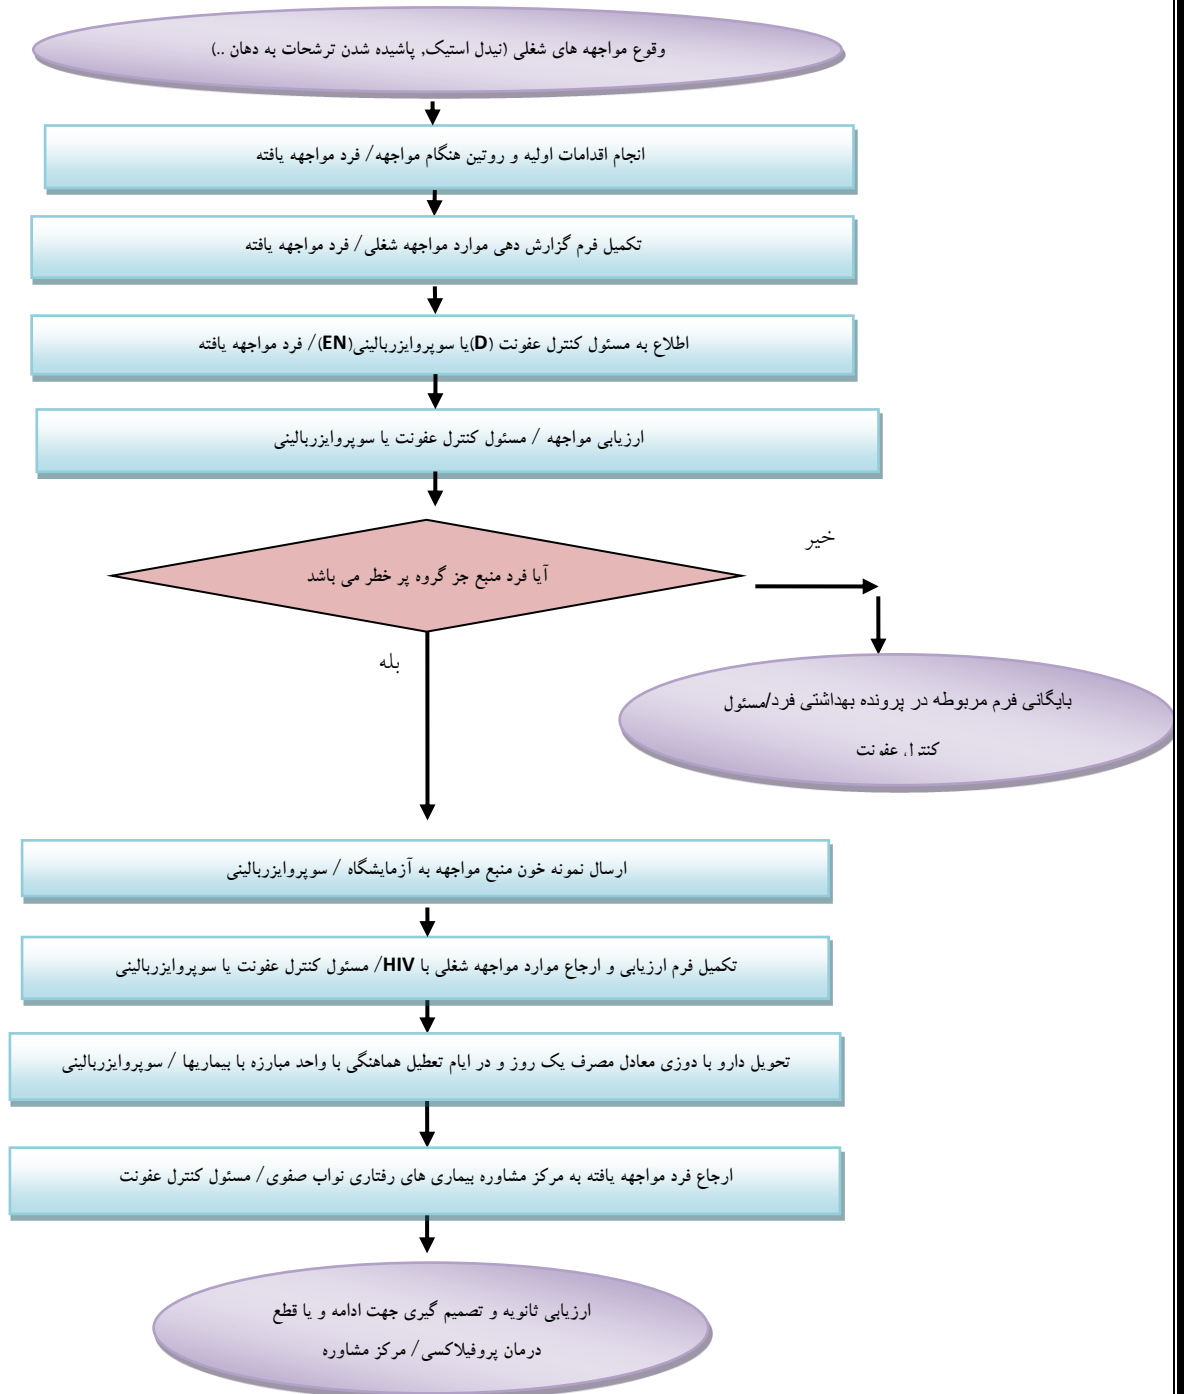 وقوع مواجهه های شغلی (نیدل استیک, پاشیده شدن ترشحات به دهان ..)
انجام اقدامات اولیه و روتین هنگام مواجهه/ فرد مواجهه یافته
تکمیل فرم گزارش دهی موارد مواجهه شغلی/ فرد مواجهه یافته
اطلاع به مسئول کنترل عفونت (D)یا سوپروایزربالینی(EN)/ فرد مواجهه یافته
ارزیابی مواجهه / مسئول کنترل عفونت یا سوپروایزربالینی
خیر
آیا فرد منبع جز گروه پر خطر می باشد
بله
بایگانی فرم مربوطه در پرونده بهداشتی فرد/مسئول
کنترل عفونت
ارسال نمونه خون منبع مواجهه به آزمایشگاه / سوپروایزربالینی
تکمیل فرم ارزیابی و ارجاع موارد مواجهه شغلی با HIV/ مسئول کنترل عفونت یا سوپروایزربالینی
تحویل دارو با دوزی معادل مصرف یک روز و در ایام تعطیل هماهنگی با واحد مبارزه با بیماریها / سوپروایزربالینی
ارجاع فرد مواجهه یافته به مرکز مشاوره بیماری های رفتاری نواب صفوی/ مسئول کنترل عفونت
ارزیابی ثانویه و تصمیم گیری جهت ادامه و یا قطع
درمان پروفیلاکسی/ مرکز مشاوره